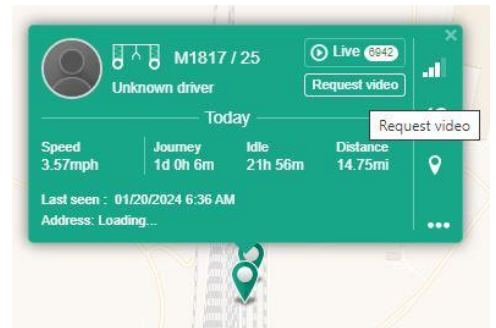 M1817 / 25
Live 6942
Unknown driver
Request video
Today
Request video
Speed
Journey
Idle
Distance
3.57mph
1d 0h 6m
21h 56m
14.75mi
Last seen : 01/20/2024 6:36 AM
Address: Loading...